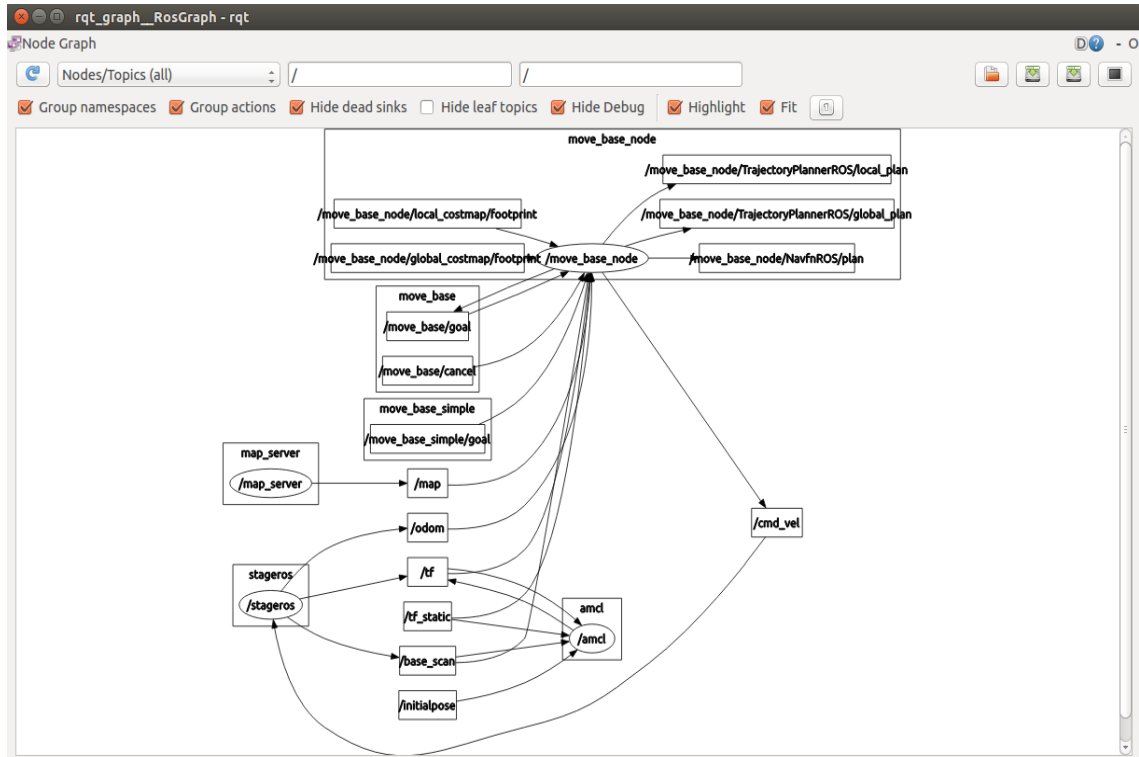 rqt_graph__RosGraph - rqt
Node Graph
D? - O
Nodes/Topics (all)
/
/
Group namespaces
Group actions
Hide dead sinks
Hide leaf topics
Hide Debug
Highlight
Fit
move_base_node
/move_base_node/TrajectoryPlannerROS/local_plan
/move_base_node/local_costmap/footprint
/move_base_node/TrajectoryPlannerROS/global_plan
/move_base_node/global_costmap/footprint
/move_base_node
/move_base_node/NavfnROS/plan
move_base
/move_base/goal
/move_base/cancel
move_base_simple
/move_base_simple/goal
map_server
/map_server
/map
/odom
/cmd_vel
stageros
/stageros
/tf
/tf_static
amcl
/amcl
/base_scan
/initialpose